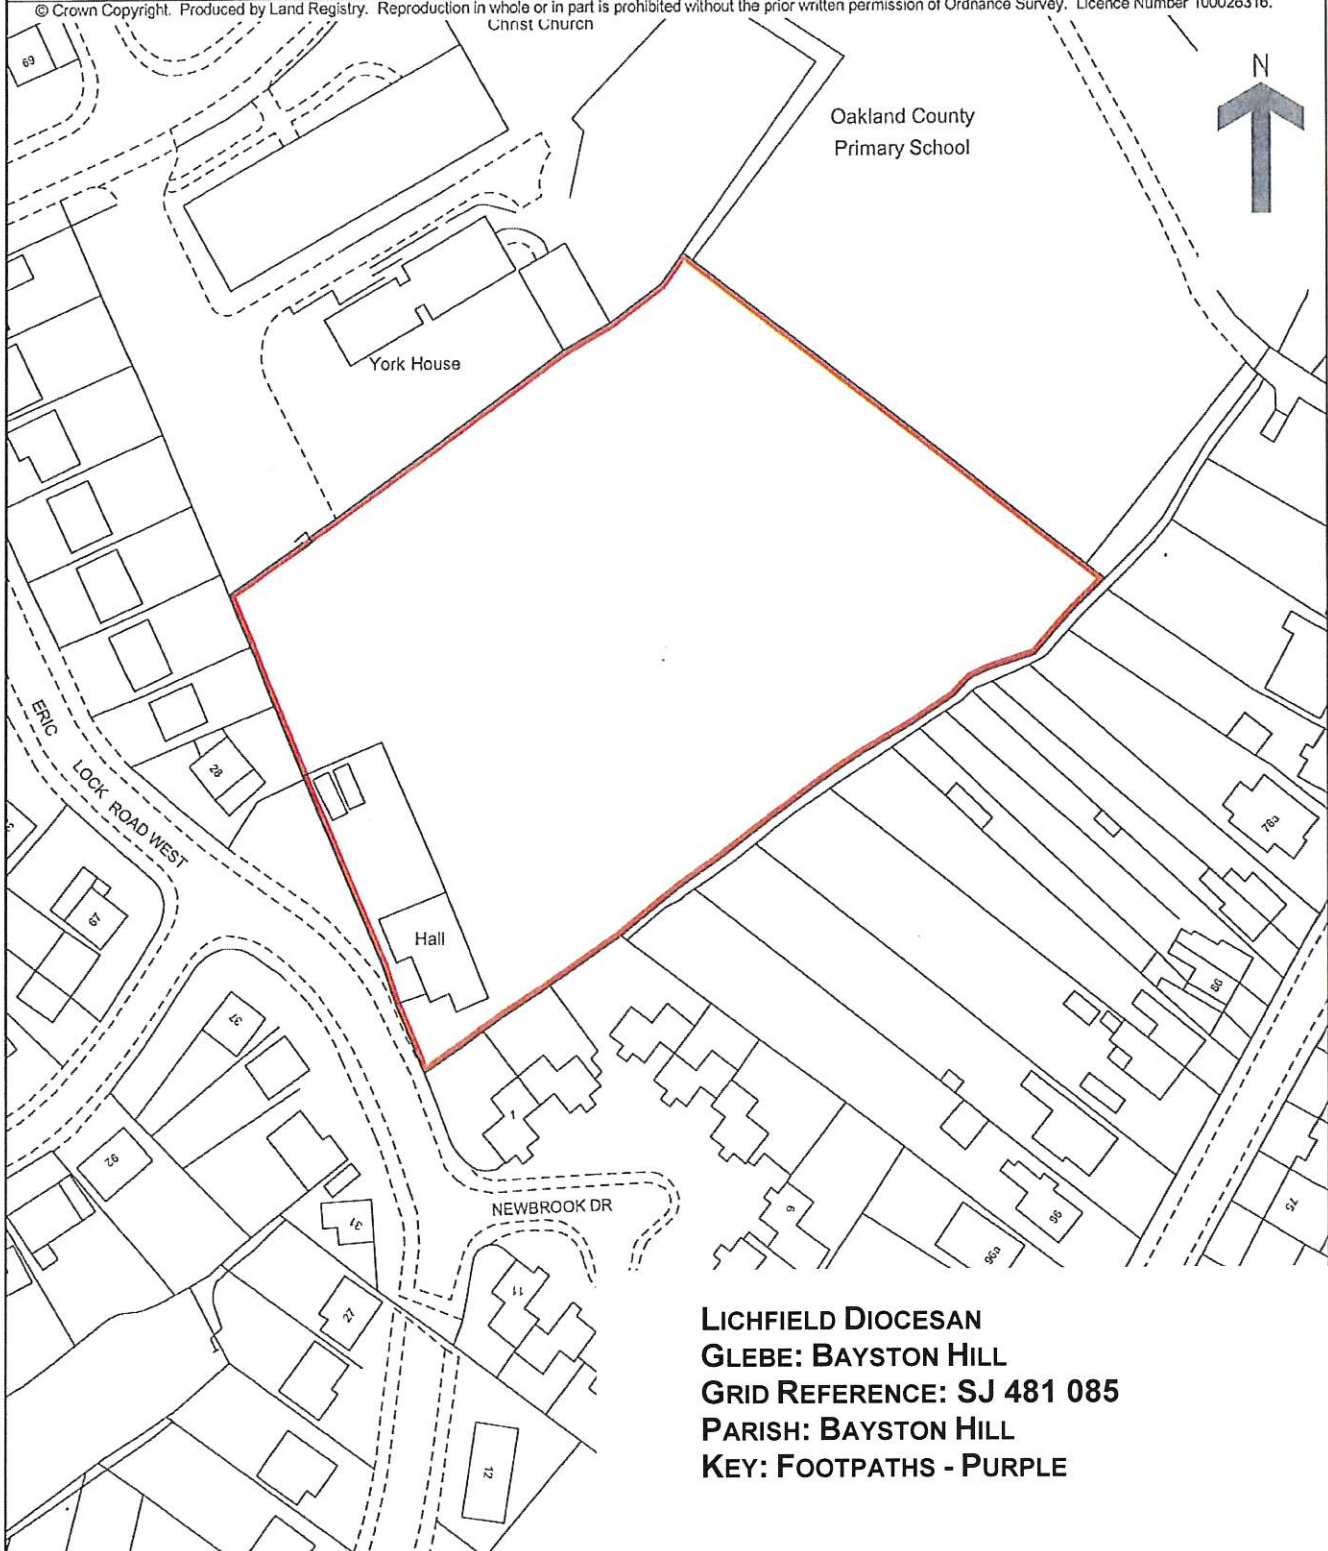 © Crown Copyright. Produced by Land Registry. Reproduction in whole or in part is prohibited without the prior written permission of Ordnance Survey. Licence Number 100026316.
Christ Church
69
N
Oakland County
Primary School
York House
ERIC
LOCK ROAD WEST
28
67
Hall
37
78a
88
1
92
31
NEWBROOK DR
9
96
96a
75
11
27
12
LICHFIELD DIOCESAN
GLEBE: BAYSTON HILL
GRID REFERENCE: SJ 481 085
PARISH: BAYSTON HILL
KEY: FOOTPATHS - PURPLE